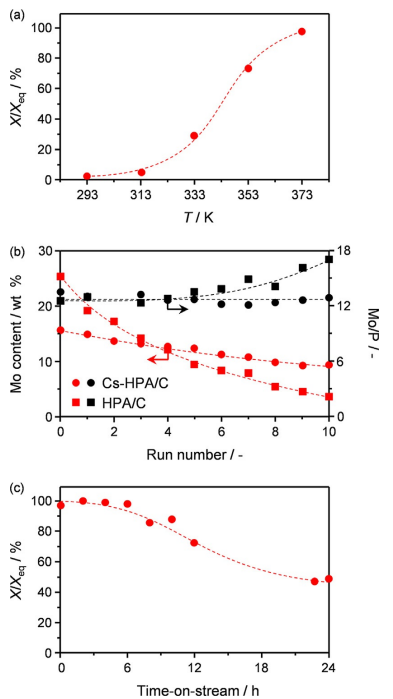 (a)
100
80
60
40
20
0
X/Xeq / %
293 313 333 353 373
T / K
(b)
30
20
10
0
Mo content / wt %
18
12
6
0
Mo/P / -
Cs-HPA/C
HPA/C
0 2 4 6 8 10
Run number / -
(c)
100
80
60
40
20
0
X/Xeq / %
0 6 12 18 24
Time-on-stream / h